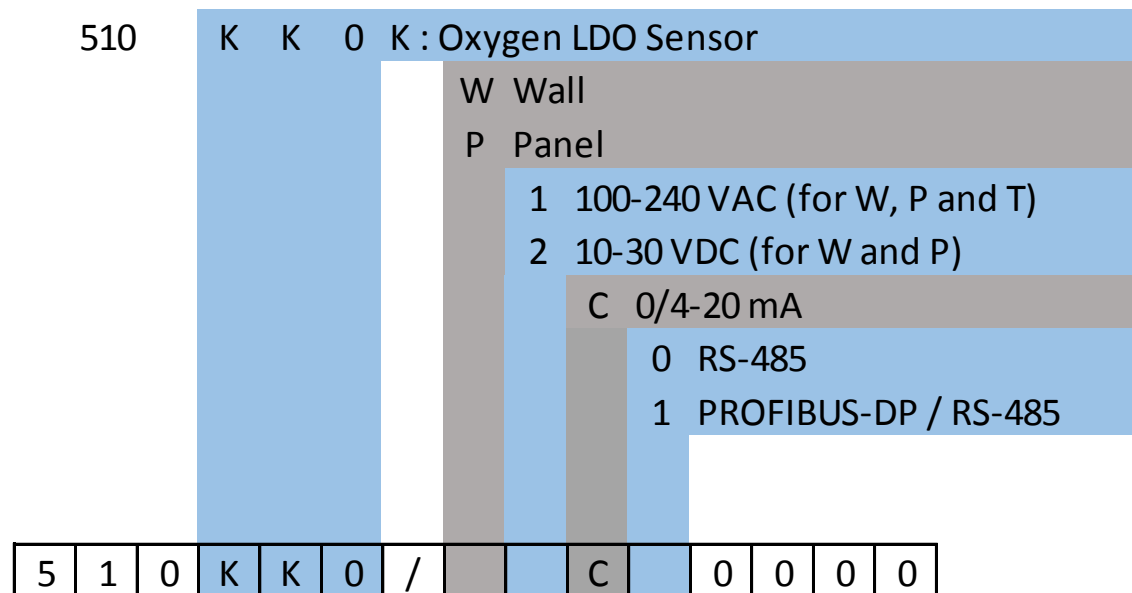 510 K K 0 K : Oxygen LDO Sensor
W Wall
P Panel
1 100-240 VAC (for W, P and T)
2 10-30 VDC (for W and P)
C 0/4-20 mA
0 RS-485
1 PROFIBUS-DP / RS-485
5 1 0 K K 0 / C 0 0 0 0